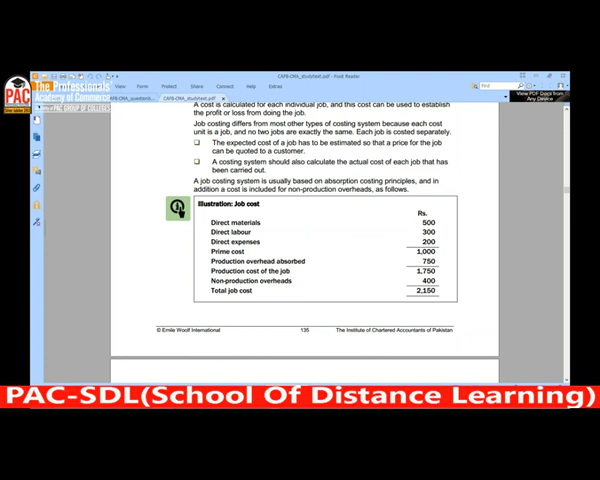 CAFB-CMA_studytext.pdf - Foxit Reader
The Professionals'
Academy of Commerce
PAC GROUP OF COLLEGES
PAC
View Form Protect Share Connect Help Extras
Find
CAFB-CMA_studytext.pdf
View PDF Docs from
Any Device
A cost is calculated for each individual job, and this cost can be used to establish
the profit or loss from doing the job.
Job costing differs from most other types of costing system because each cost
unit is a job, and no two jobs are exactly the same. Each job is costed separately.
The expected cost of a job has to be estimated so that a price for the job
can be quoted to a customer.
A costing system should also calculate the actual cost of each job that has
been carried out.
A job costing system is usually based on absorption costing principles, and in
addition a cost is included for non-production overheads, as follows.
Illustration: Job cost
Rs.
Direct materials 500
Direct labour 300
Direct expenses 200
Prime cost 1,000
Production overhead absorbed 750
Production cost of the job 1,750
Non-production overheads 400
Total job cost 2,150
© Emile Woolf International 135 The Institute of Chartered Accountants of Pakistan
PAC-SDL(School Of Distance Learning)